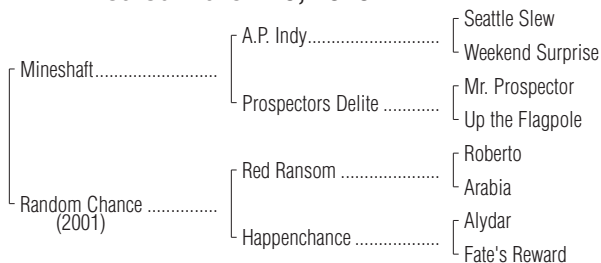 Seattle Slew
A.P. Indy
Weekend Surprise
Mineshaft
Mr. Prospector
Prospectors Delite
Up the Flagpole
Roberto
Red Ransom
Arabia
Random Chance
(2001)
Alydar
Happenchance
Fate's Reward